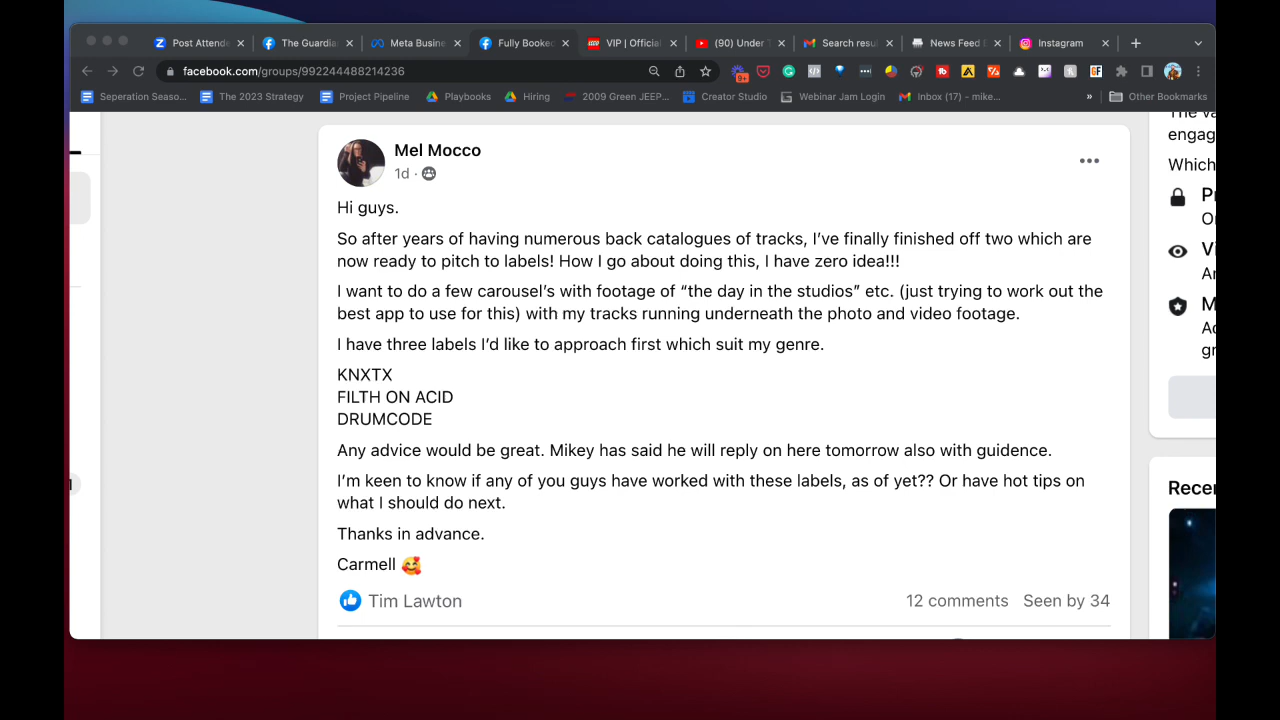 Post Attende
The Guardia
Meta Busine
Fully Booked
VIP | Official
(90) Under T
Search resu
News Feed
Instagram
facebook.com/groups/992244488214236
9+
Seperation Seaso...
The 2023 Strategy
Project Pipeline
Playbooks
Hiring
2009 Green JEEP...
Creator Studio
Webinar Jam Login
Inbox (17) - mike...
»
Other Bookmarks
engag
Which
Mel Mocco
1d ·
Hi guys.
So after years of having numerous back catalogues of tracks, I’ve finally finished off two which are
now ready to pitch to labels! How I go about doing this, I have zero idea!!!
I want to do a few carousel’s with footage of “the day in the studios” etc. (just trying to work out the
best app to use for this) with my tracks running underneath the photo and video footage.
I have three labels I’d like to approach first which suit my genre.
KNXTX
FILTH ON ACID
DRUMCODE
Any advice would be great. Mikey has said he will reply on here tomorrow also with guidence.
I’m keen to know if any of you guys have worked with these labels, as of yet?? Or have hot tips on
what I should do next.
Thanks in advance.
Carmell 🥰
Tim Lawton
12 comments Seen by 34
Recer